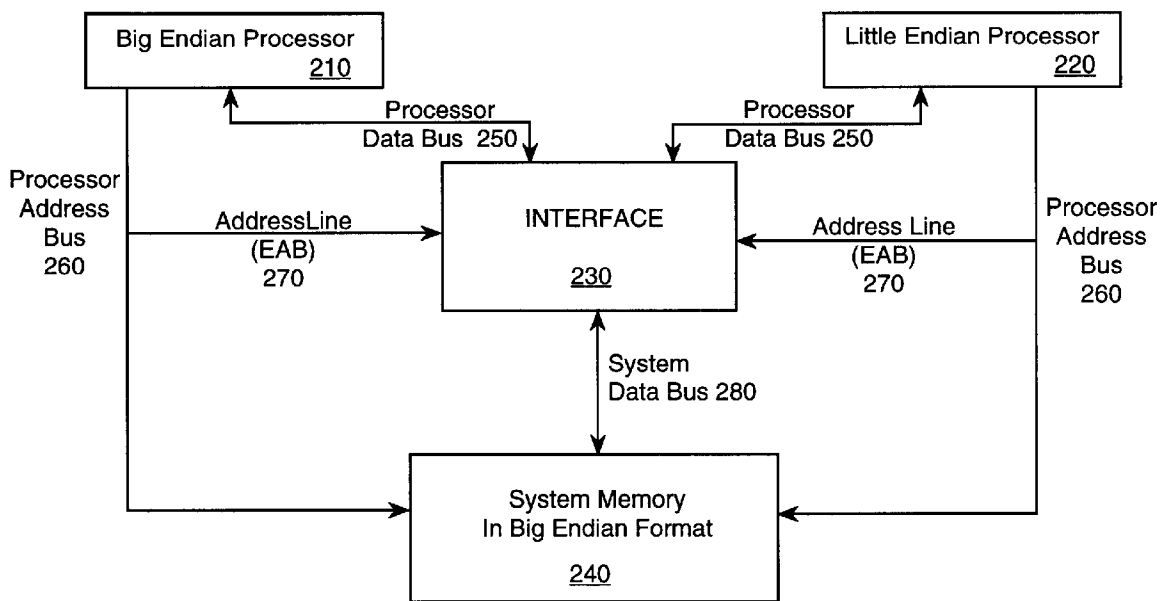 Big Endian Processor
210
Little Endian Processor
220
Processor
Data Bus 250
Processor
Data Bus 250
Processor
Address
Bus
260
AddressLine
(EAB)
270
INTERFACE
230
Address Line
(EAB)
270
Processor
Address
Bus
260
System
Data Bus 280
System Memory
In Big Endian Format
240